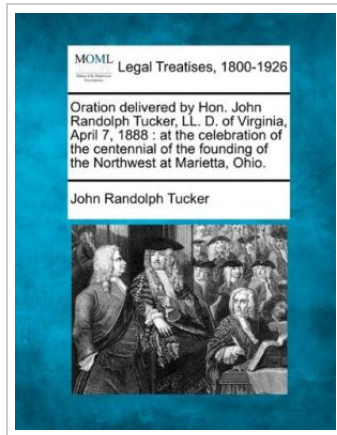 MOML
Legal Treatises, 1800-1926
Oration delivered by Hon. John
Randolph Tucker, LL. D. of Virginia,
April 7, 1888 : at the celebration of
the centennial of the founding of
the Northwest at Marietta, Ohio.
John Randolph Tucker